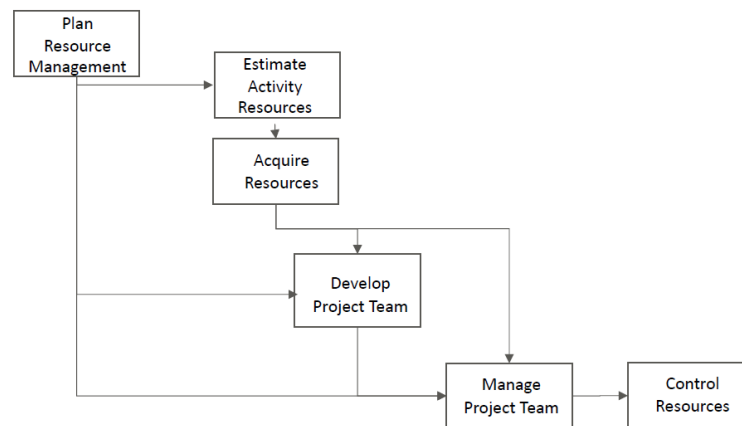 Plan
Resource
Management
Estimate
Activity
Resources
Acquire
Resources
Develop
Project Team
Manage
Project Team
Control
Resources